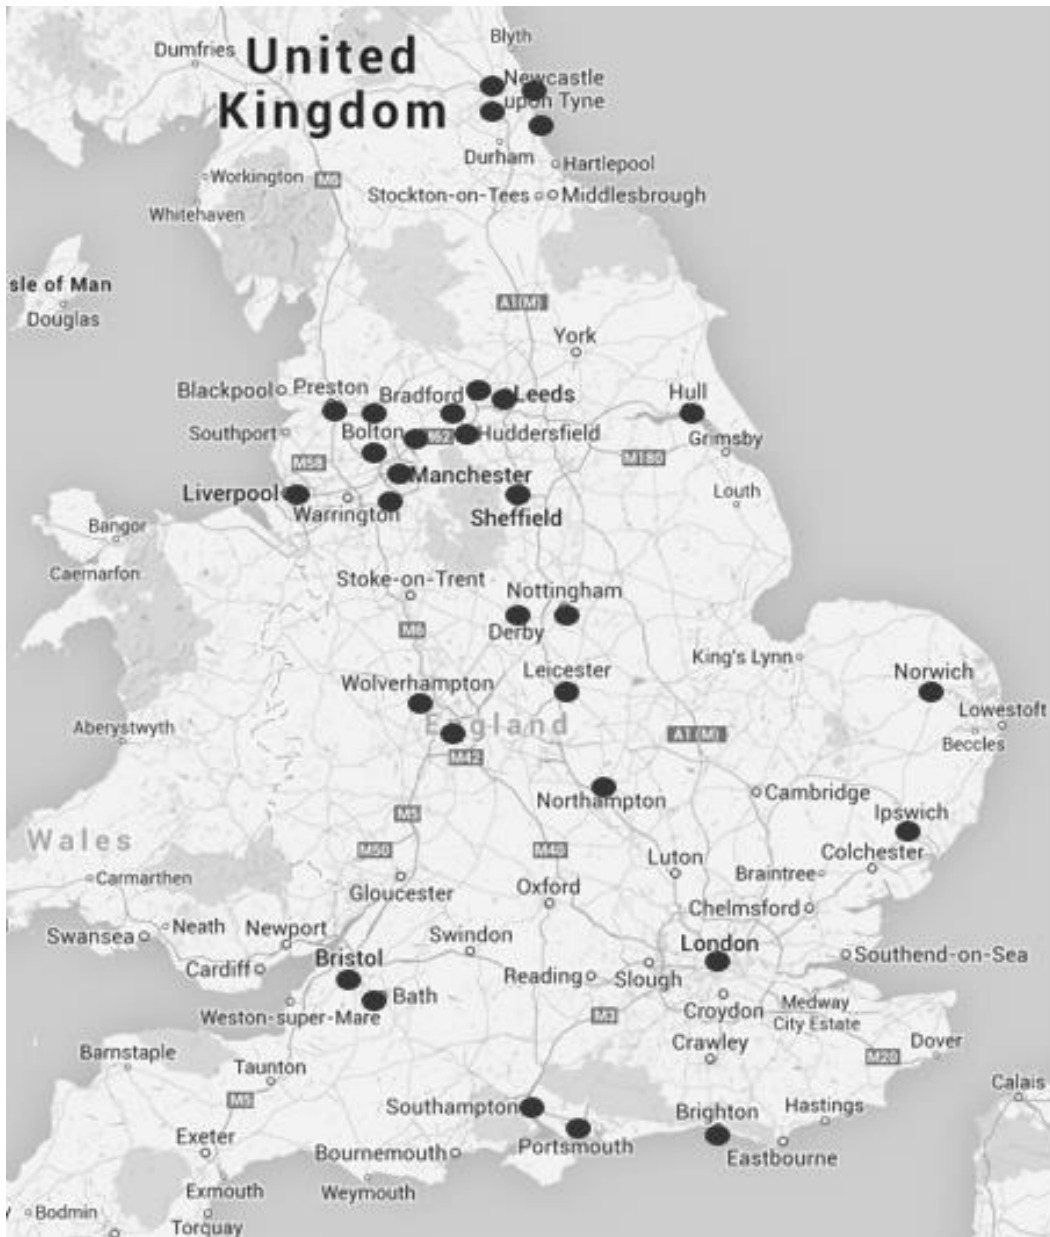 Blyth
Dumfries
United
Kingdom
Newcastle
upon Tyne
Durham
Hartlepool
Workington
M6
Stockton-on-Tees
Middlesbrough
Whitehaven
sle of Man
Douglas
A1(M)
York
Blackpool
Preston
Bradford
Leeds
Hull
Southport
Bolton
M62
Huddersfield
Grimsby
M58
M180
Manchester
Liverpool
Warrington
Sheffield
Louth
Bangor
Caernarfon
Stoke-on-Trent
Nottingham
M6
Derby
King's Lynn
Leicester
Norwich
Wolverhampton
England
Lowestoft
Aberystwyth
A1(M)
Beccles
M42
Cambridge
Northampton
Ipswich
M5
Wales
M50
M40
Luton
Colchester
Carmarthen
Braintree
Gloucester
Oxford
Chelmsford
Neath
Newport
Swansea
Swindon
London
Bristol
Southend-on-Sea
Cardiff
Reading
Slough
Bath
Weston-super-Mare
Croydon
Medway
City Estate
M3
Crawley
Dover
Barnstaple
M20
Taunton
Calais
M5
Southampton
Brighton
Hastings
Exeter
Bournemouth
Portsmouth
Eastbourne
Exmouth
Weymouth
Bodmin
Torquay